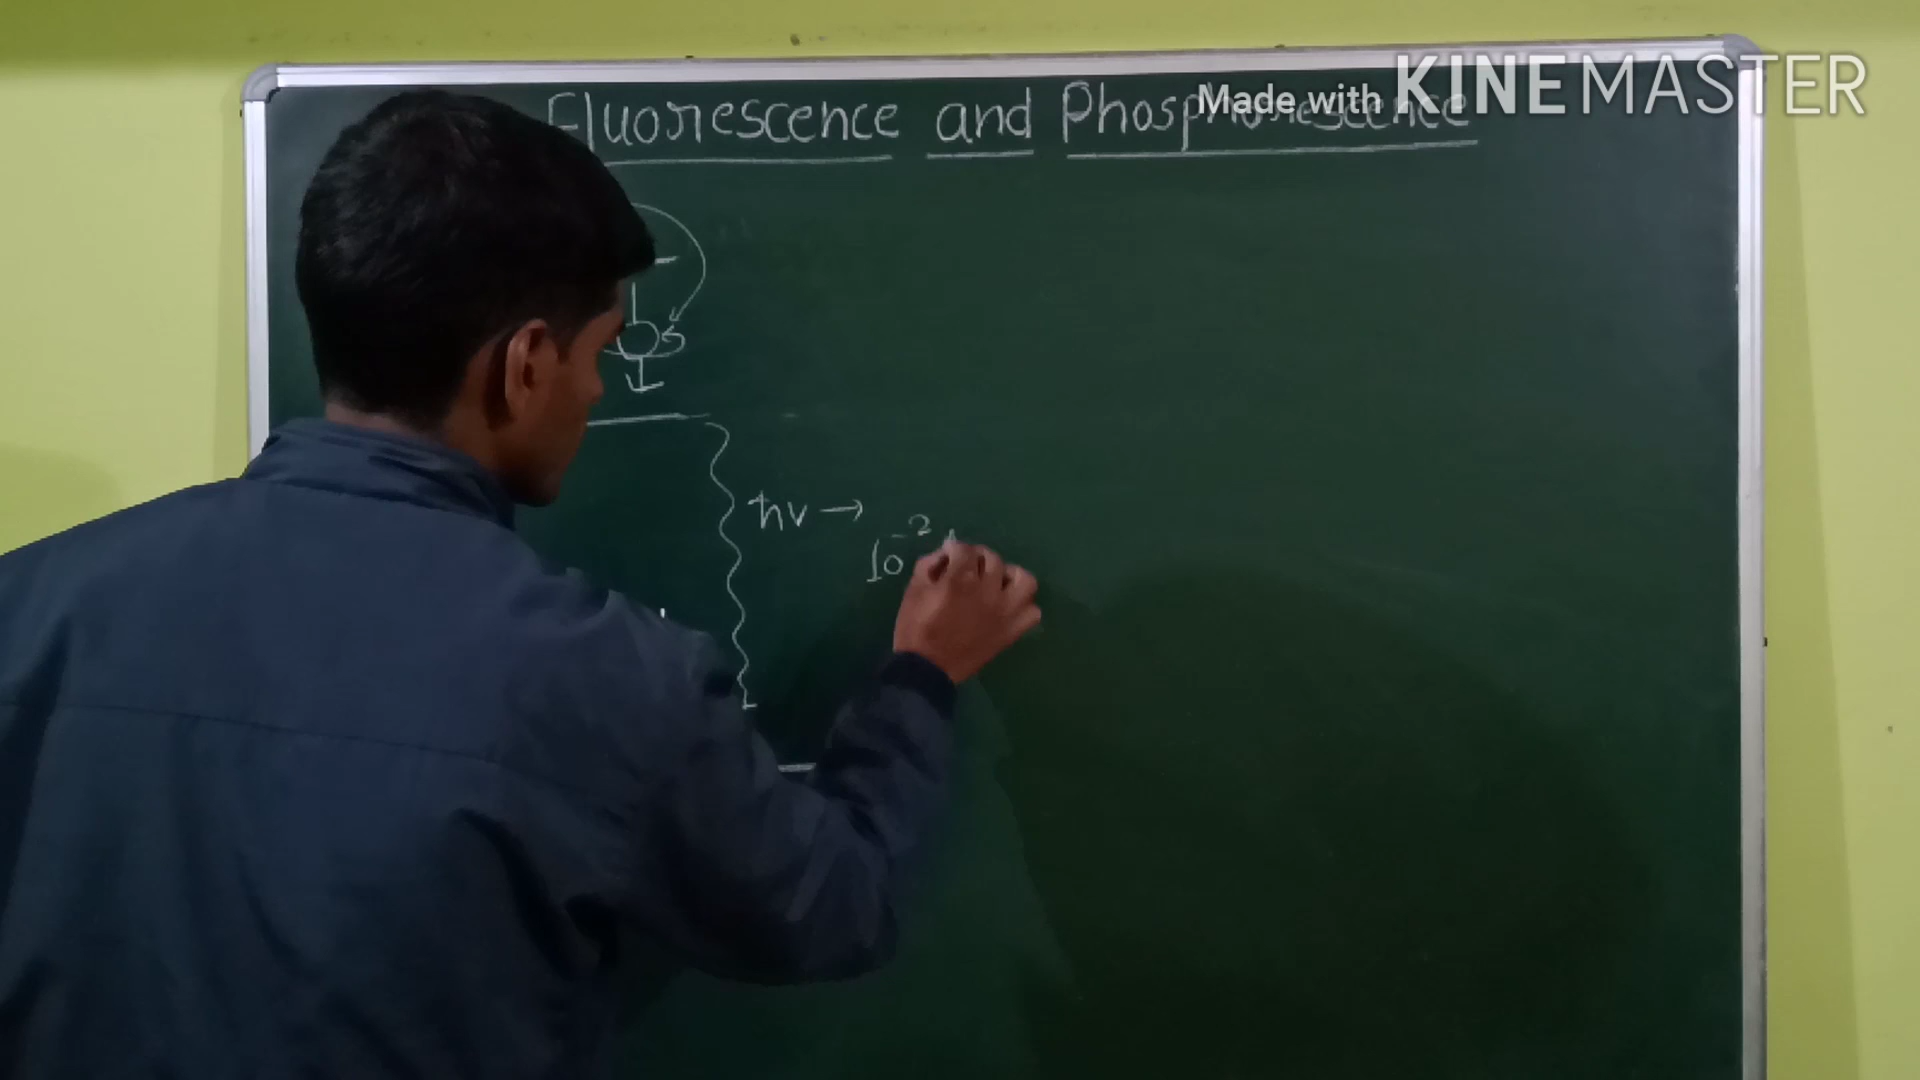 Fluorescence and Phosphorescence
Made with KINEMASTER
S
hν →
10⁻²